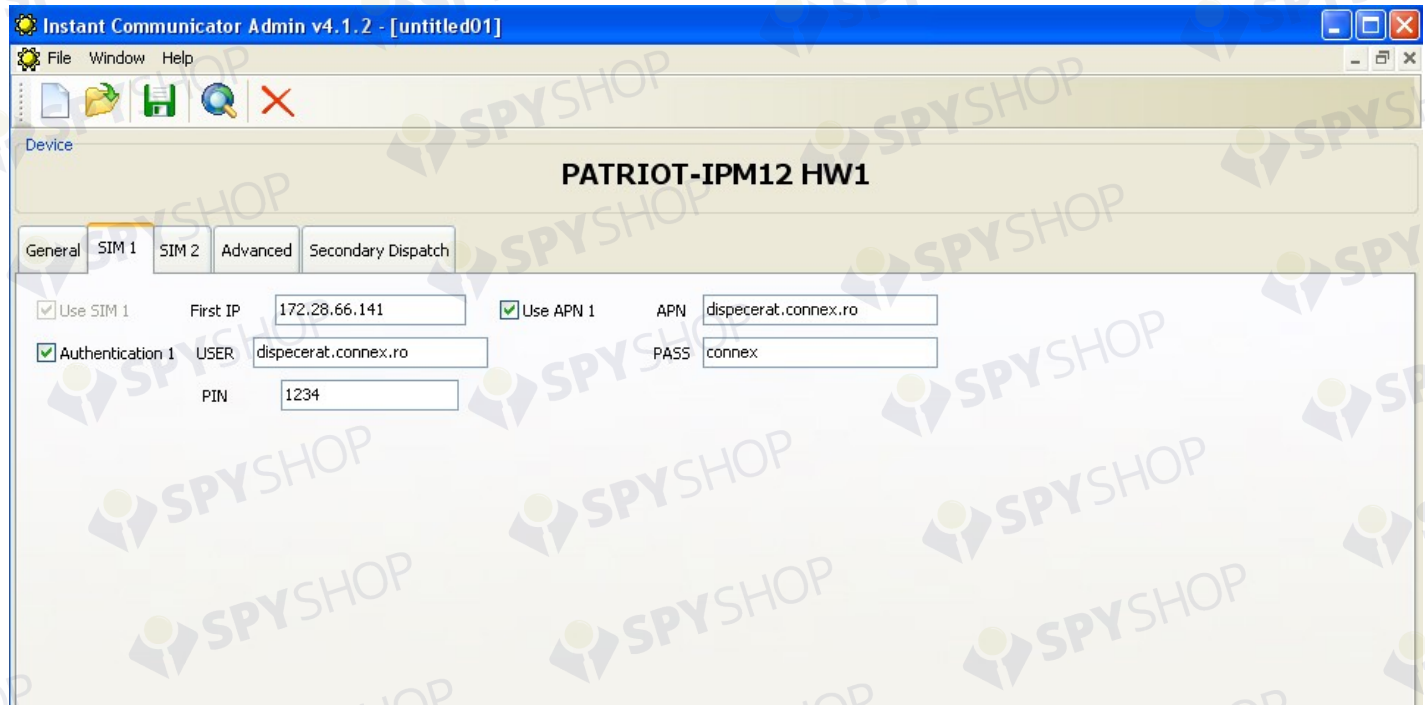 Instant Communicator Admin v4.1.2 - [untitled01]
File Window Help
Device
PATRIOT-IPM12 HW1
General SIM 1 SIM 2 Advanced Secondary Dispatch
Use SIM 1 First IP 172.28.66.141 Use APN 1 APN dispecerat.connex.ro
Authentication 1 USER dispecerat.connex.ro PASS connex
PIN 1234
SPYSHOP